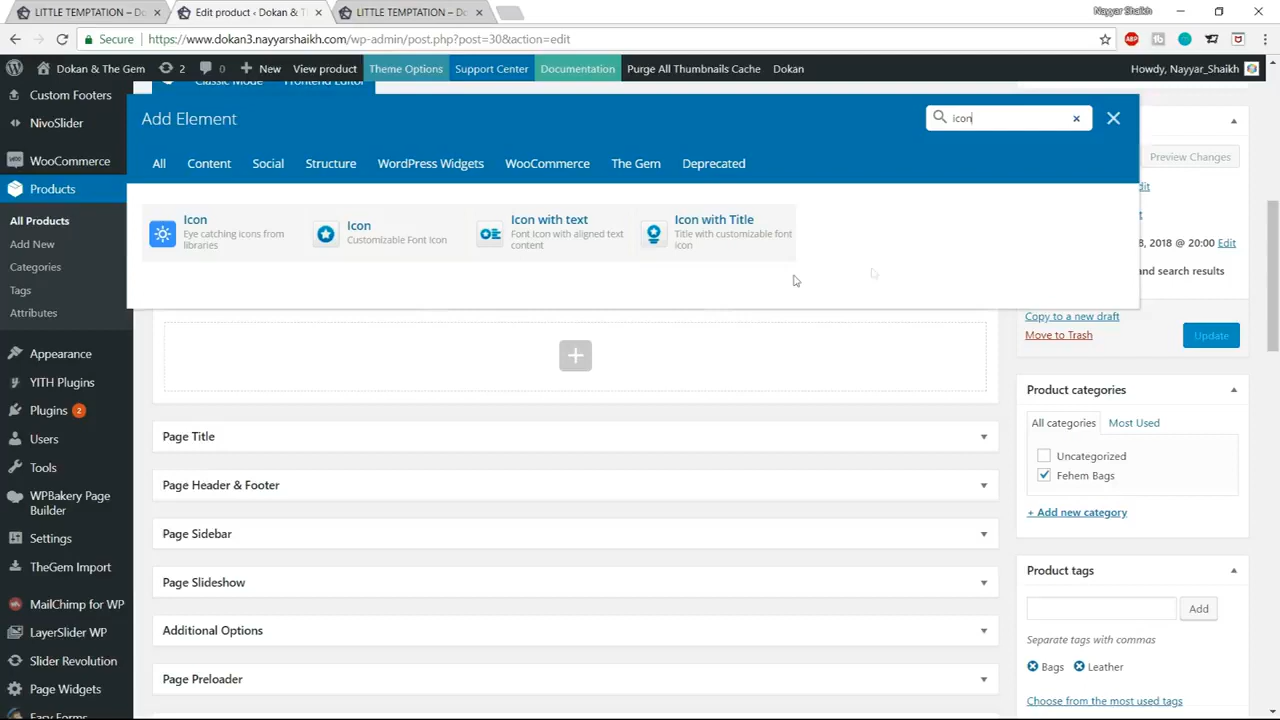 LITTLE TEMPTATION – Do
Edit product ‹ Dokan & T
LITTLE TEMPTATION – Do
Nayyar Shaikh
Secure
https://www.dokan3.nayyarshaikh.com/wp-admin/post.php?post=30&action=edit
Dokan & The Gem
2
0
New
View product
Theme Options
Support Center
Documentation
Purge All Thumbnails Cache
Dokan
Howdy, Nayyar_Shaikh
Classic Mode
Frontend Editor
Custom Footers
NivoSlider
WooCommerce
Products
All Products
Add New
Categories
Tags
Attributes
Appearance
YITH Plugins
Plugins 2
Users
Tools
WPBakery Page
Builder
Settings
TheGem Import
MailChimp for WP
LayerSlider WP
Slider Revolution
Page Widgets
Easy Forms
Add Element
icon
All
Content
Social
Structure
WordPress Widgets
WooCommerce
The Gem
Deprecated
Icon
Eye catching icons from
libraries
Icon
Customizable Font Icon
Icon with text
Font Icon with aligned text
content
Icon with Title
Title with customizable font
icon
Page Title
Page Header & Footer
Page Sidebar
Page Slideshow
Additional Options
Page Preloader
Preview Changes
dit
t
8, 2018 @ 20:00 Edit
and search results
Copy to a new draft
Move to Trash
Update
Product categories
All categories
Most Used
Uncategorized
Fehem Bags
+ Add new category
Product tags
Add
Separate tags with commas
Bags
Leather
Choose from the most used tags